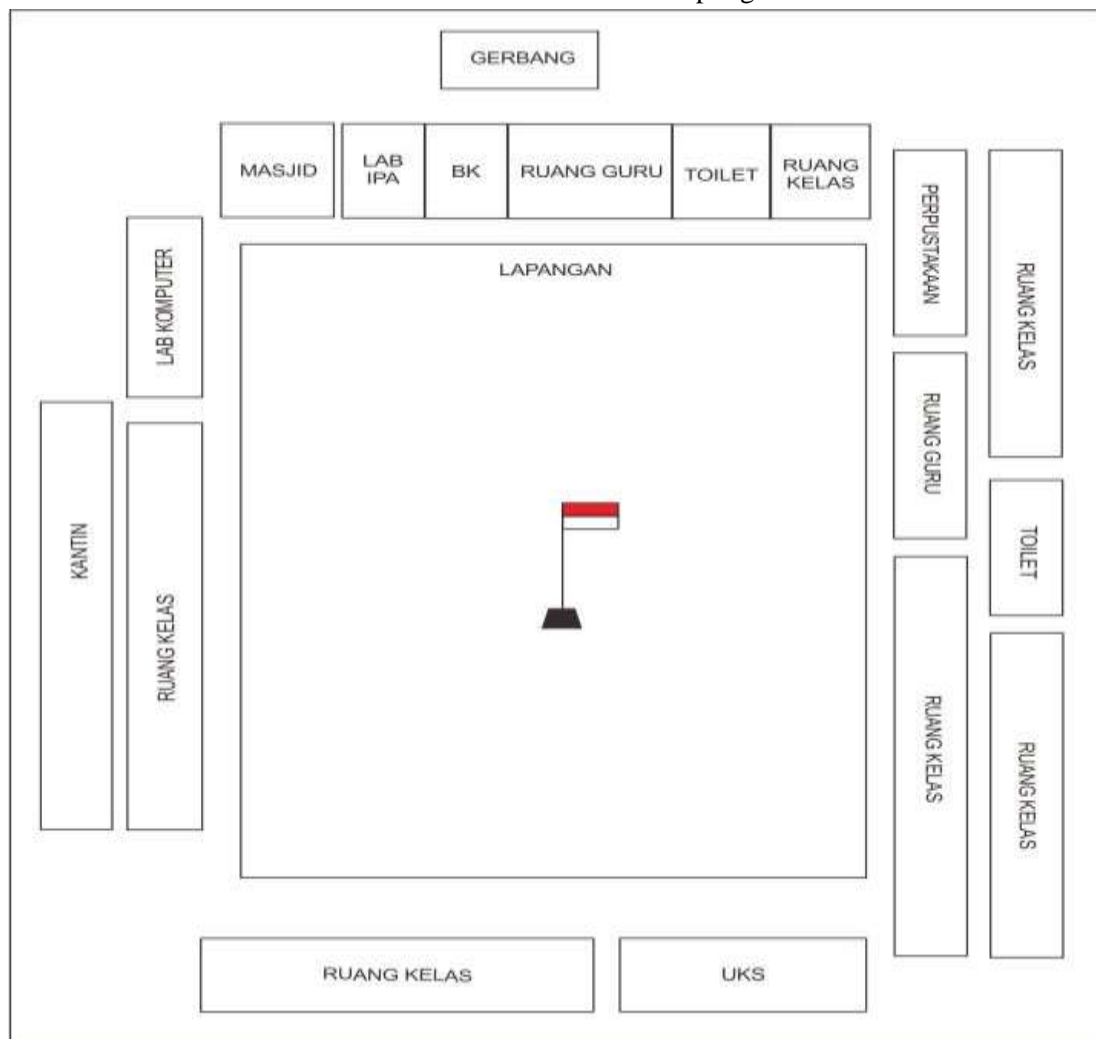 GERBANG
MASJID
LAB
IPA
BK
RUANG GURU
TOILET
RUANG
KELAS
PERPUSTAKAAN
RUANG KELAS
LAB KOMPUTER
LAPANGAN
RUANG GURU
KANTIN
RUANG KELAS
TOILET
RUANG KELAS
RUANG KELAS
RUANG KELAS
UKS